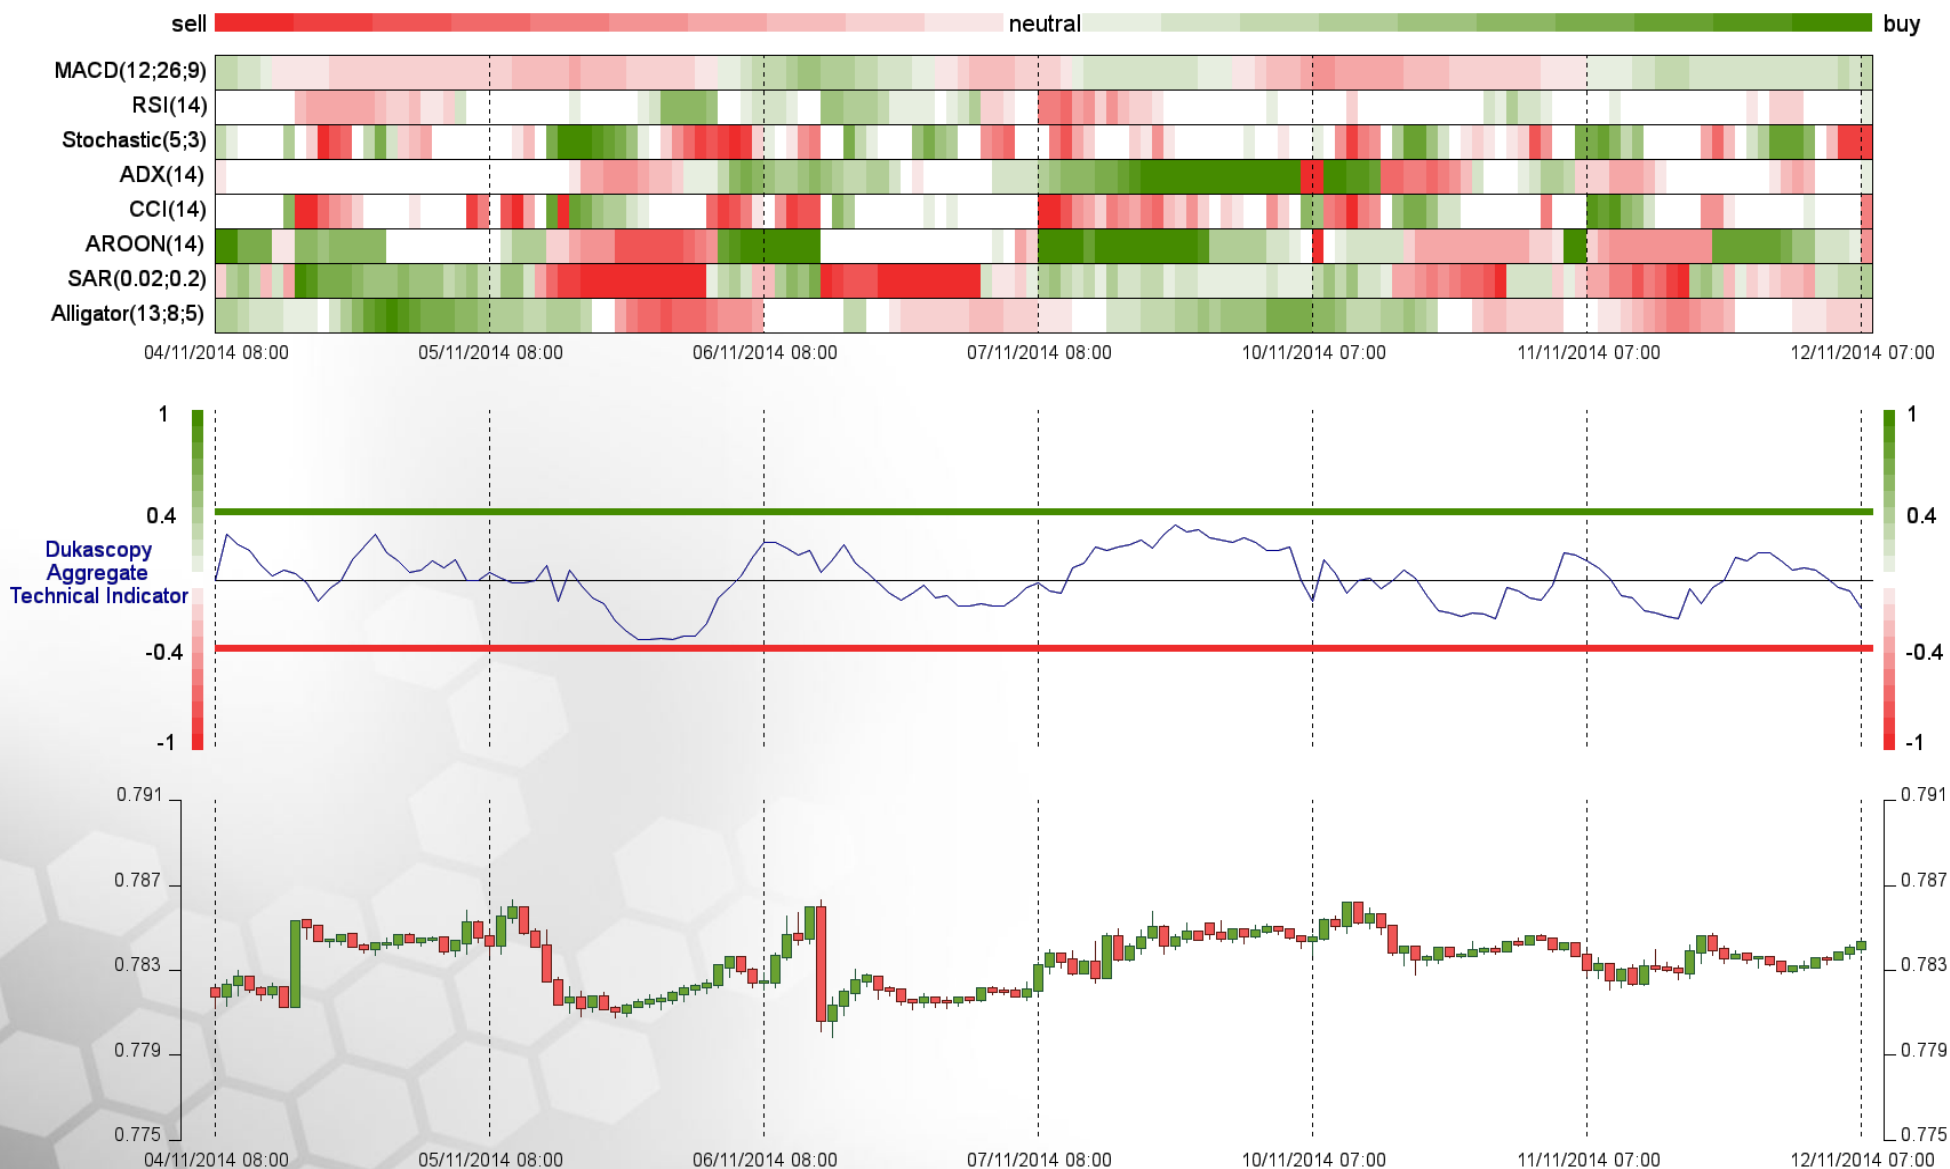 sell neutral buy
MACD(12;26;9)
RSI(14)
Stochastic(5;3)
ADX(14)
CCI(14)
AROON(14)
SAR(0.02;0.2)
Alligator(13;8;5)
04/11/2014 08:00 05/11/2014 08:00 06/11/2014 08:00 07/11/2014 08:00 10/11/2014 07:00 11/11/2014 07:00 12/11/2014 07:00
1 1
0.4 0.4
Dukascopy
Aggregate
Technical Indicator
-0.4 -0.4
-1 -1
0.791 0.791
0.787 0.787
0.783 0.783
0.779 0.779
0.775 0.775
04/11/2014 08:00 05/11/2014 08:00 06/11/2014 08:00 07/11/2014 08:00 10/11/2014 07:00 11/11/2014 07:00 12/11/2014 07:00